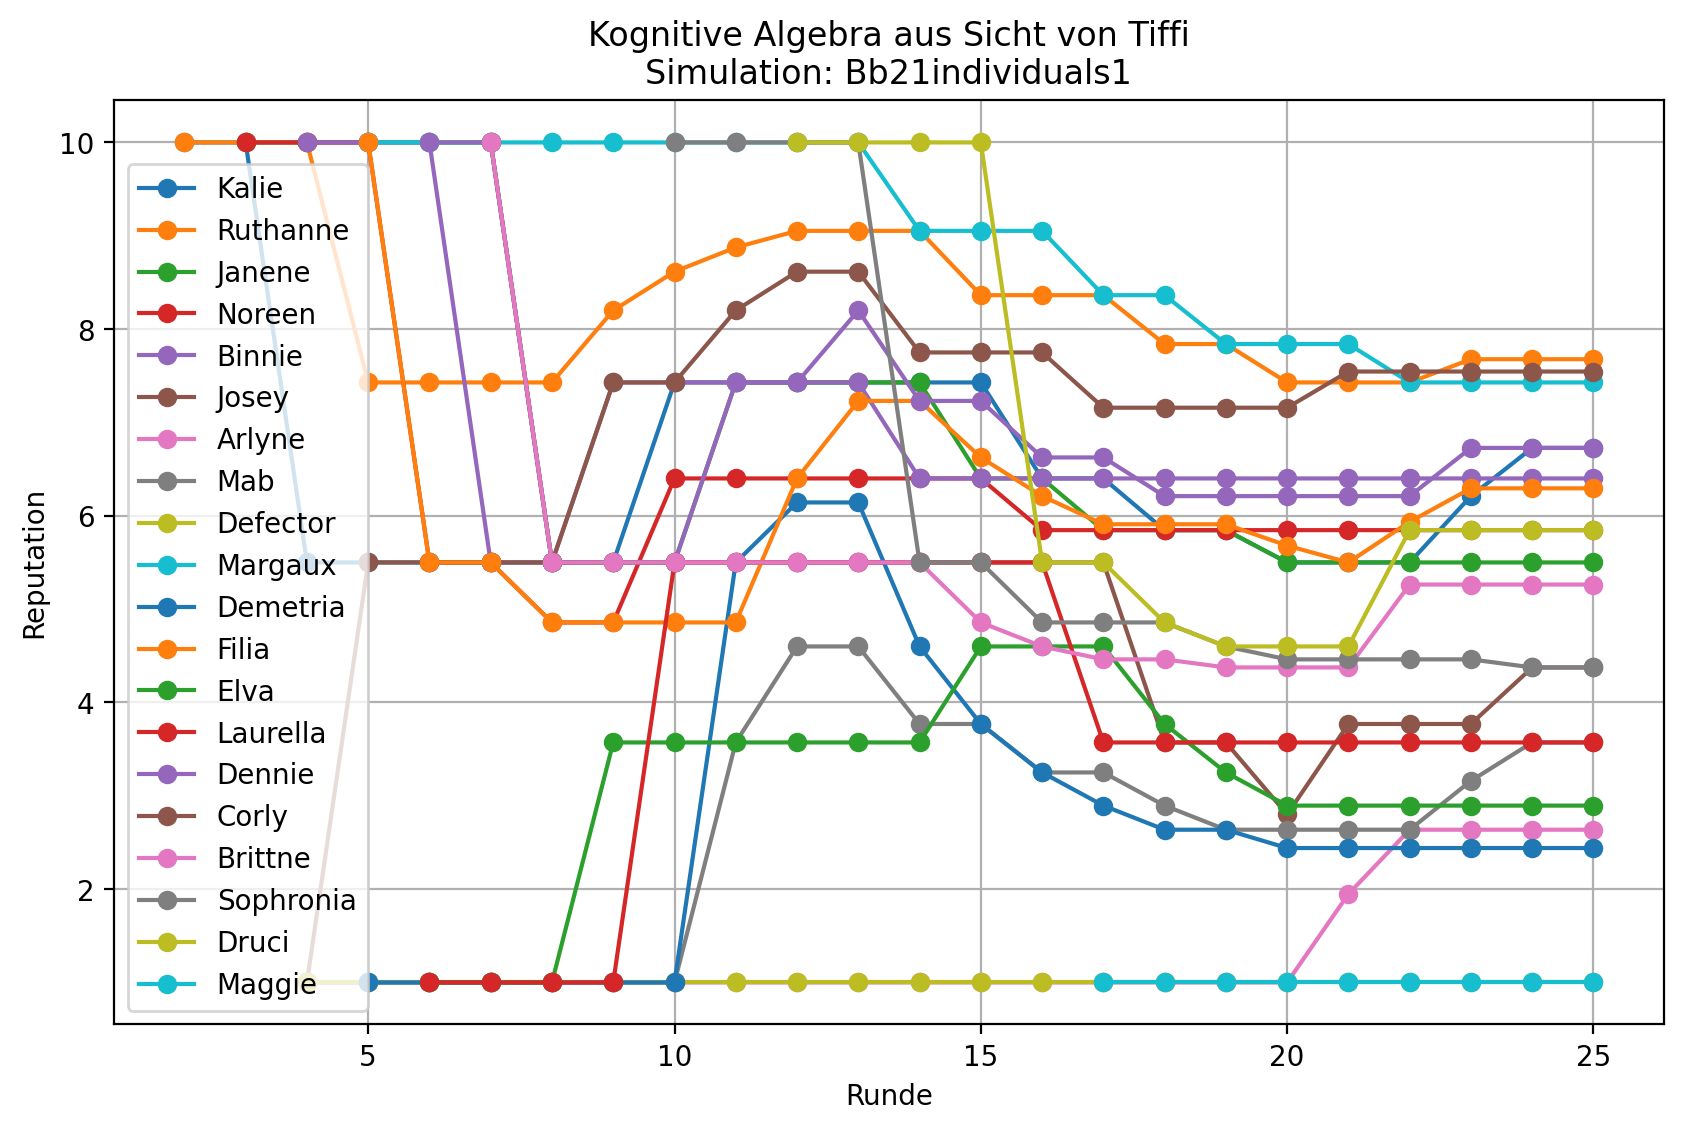 Kognitive Algebra aus Sicht von Tiffi
Simulation: Bb21individuals1
Reputation
10
8
6
4
2
Kalie
Ruthanne
Janene
Noreen
Binnie
Josey
Arlyne
Mab
Defector
Margaux
Demetria
Filia
Elva
Laurella
Dennie
Corly
Brittne
Sophronia
Druci
Maggie
5
10
15
20
25
Runde